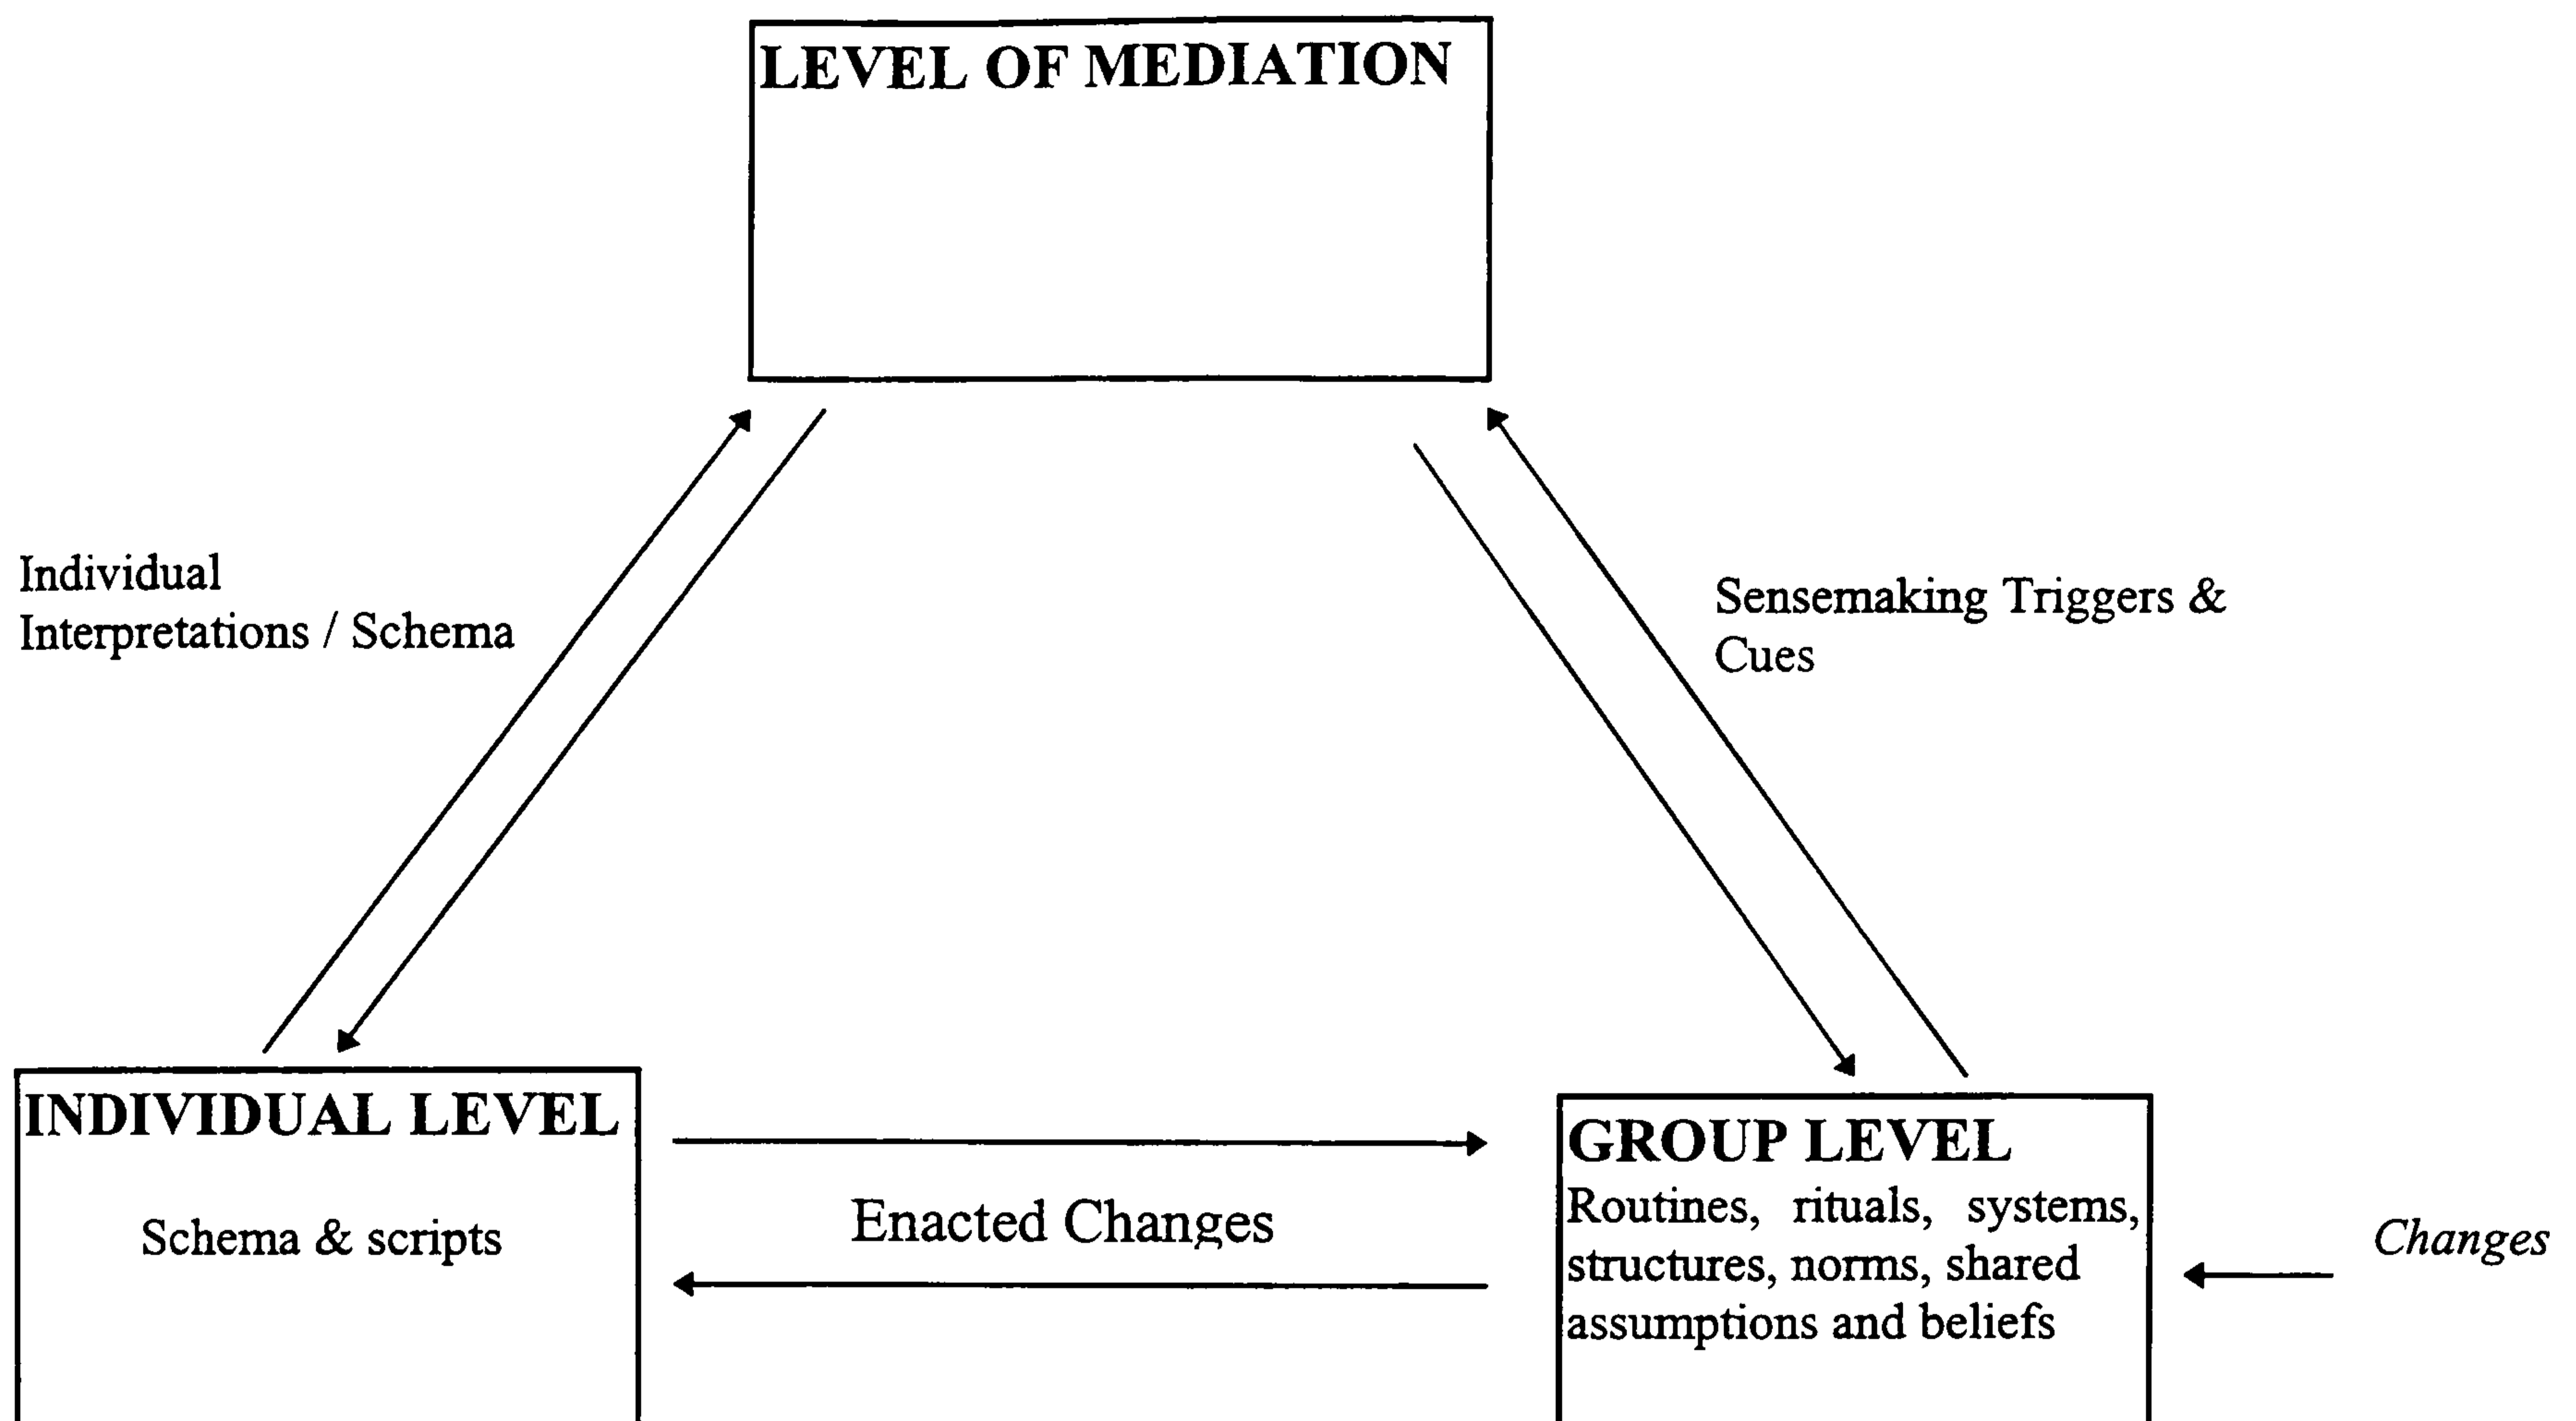 LEVEL OF MEDIATION
Individual
Interpretations / Schema
Sensemaking Triggers &
Cues
INDIVIDUAL LEVEL
Schema & scripts
Enacted Changes
GROUP LEVEL
Routines, rituals, systems,
structures, norms, shared
assumptions and beliefs
Changes